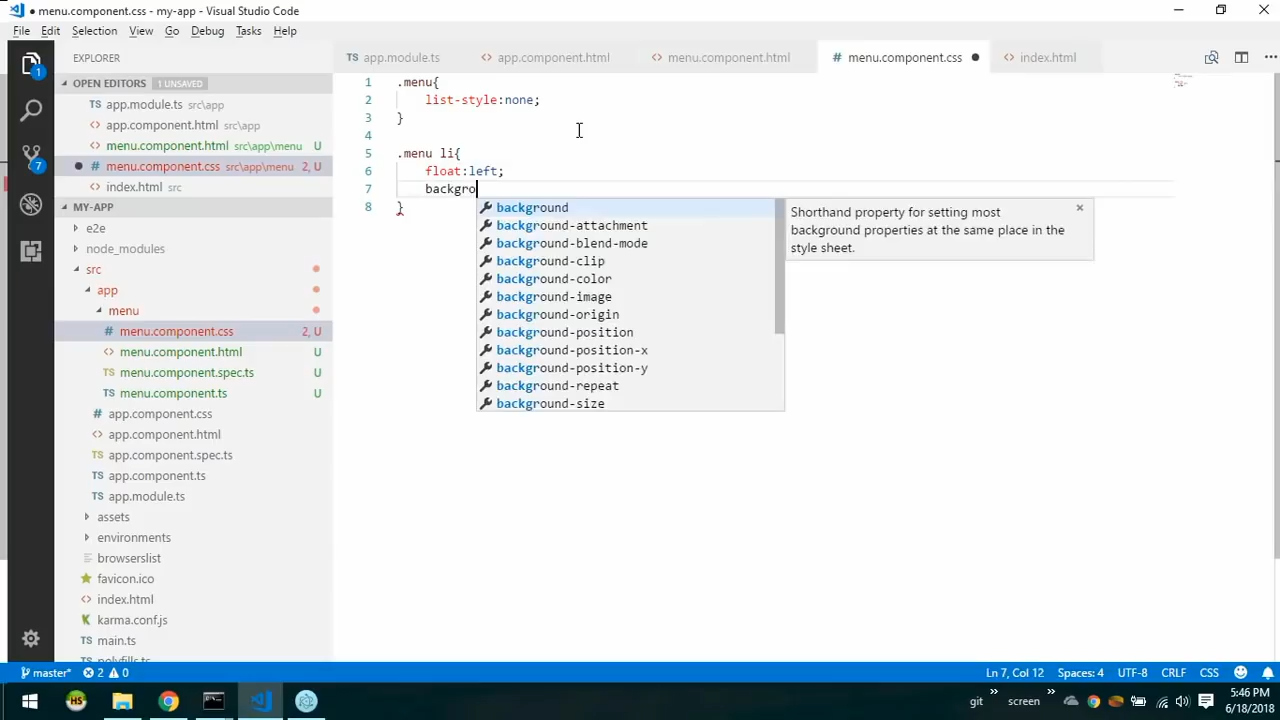 menu.component.css - my-app - Visual Studio Code
File Edit Selection View Go Debug Tasks Help
EXPLORER
app.module.ts
app.component.html
menu.component.html
menu.component.css
index.html
OPEN EDITORS 1 UNSAVED
app.module.ts src\app
app.component.html src\app
menu.component.html src\app\menu U
menu.component.css src\app\menu 2, U
index.html src
MY-APP
e2e
node_modules
src
app
menu
menu.component.css 2, U
menu.component.html U
menu.component.spec.ts U
menu.component.ts U
app.component.css
app.component.html
app.component.spec.ts
app.component.ts
app.module.ts
assets
environments
browserslist
favicon.ico
index.html
karma.conf.js
main.ts
polyfills.ts
1 .menu{
2 list-style:none;
3 }
4
5 .menu li{
6 float:left;
7 backgro
8 }
background
background-attachment
background-blend-mode
background-clip
background-color
background-image
background-origin
background-position
background-position-x
background-position-y
background-repeat
background-size
Shorthand property for setting most
background properties at the same place in the
style sheet.
1
7
master* 2 0
Ln 7, Col 12 Spaces: 4 UTF-8 CRLF CSS
HS
git » screen »
5:46 PM
6/18/2018